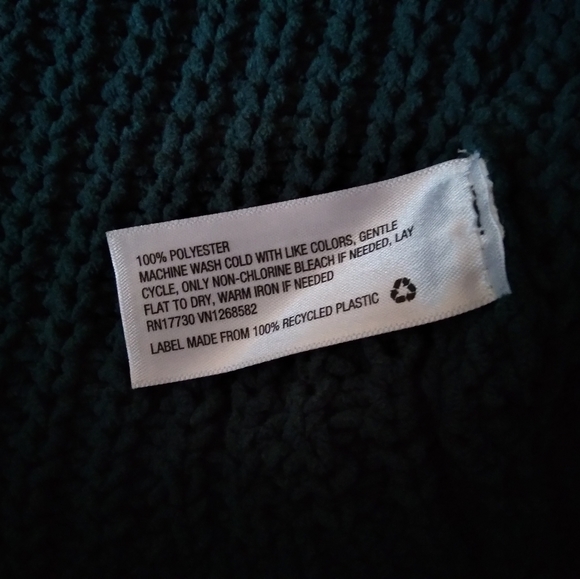 100% POLYESTER
MACHINE WASH COLD WITH LIKE COLORS, GENTLE
CYCLE, ONLY NON-CHLORINE BLEACH IF NEEDED, LAY
FLAT TO DRY, WARM IRON IF NEEDED
RN17730 VN1268582
LABEL MADE FROM 100% RECYCLED PLASTIC